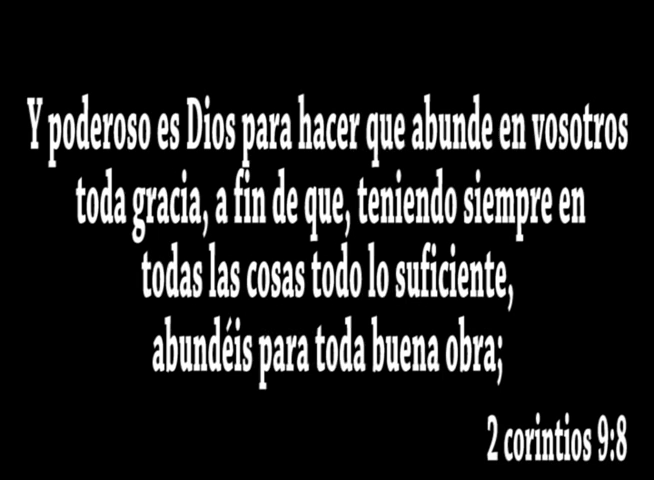 Y poderoso es Dios para hacer que abunde en vosotros
toda gracia, a fin de que, teniendo siempre en
todas las cosas todo lo suficiente,
abundéis para toda buena obra;
2 corintios 9:8